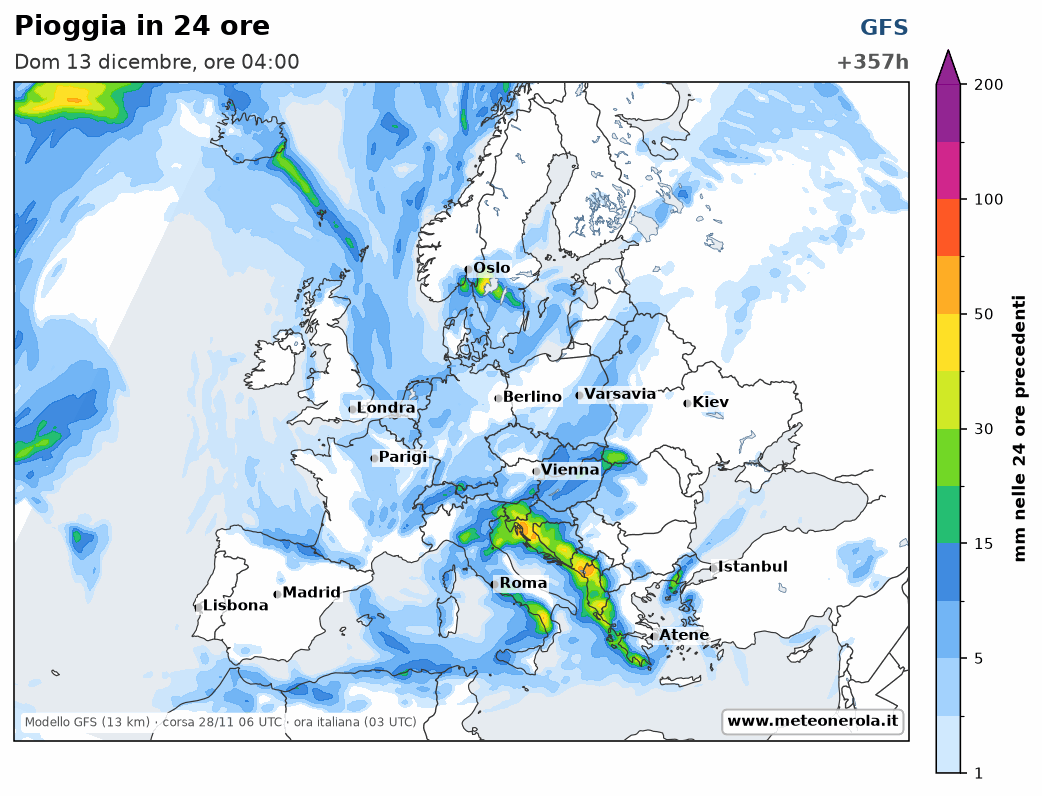 Pioggia in 24 ore
GFS
Dom 13 dicembre, ore 04:00
+357h
200
100
50
30
15
5
1
mm nelle 24 ore precedenti
Oslo
Berlino
Varsavia
Kiev
Londra
Parigi
Vienna
Istanbul
Roma
Madrid
Lisbona
Atene
Modello GFS (13 km) · corsa 28/11 06 UTC · ora italiana (03 UTC)
www.meteonerola.it